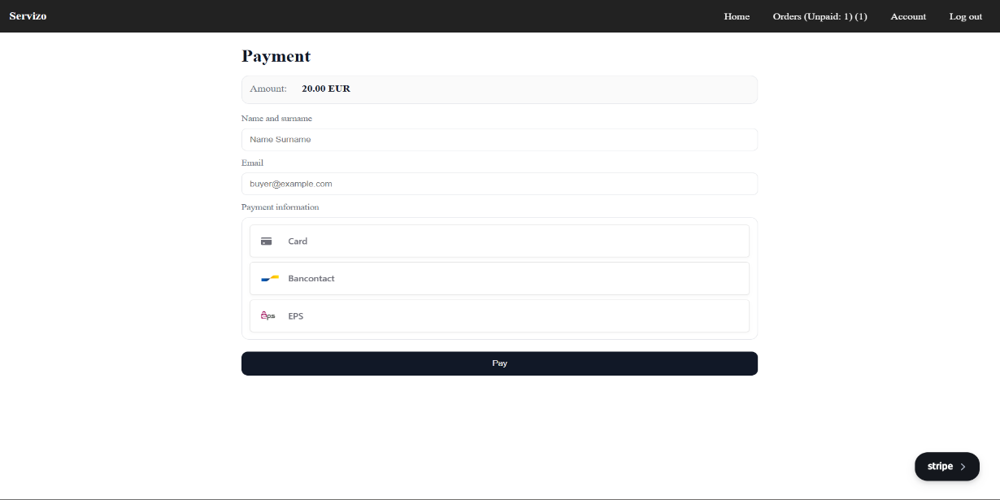 Servizo
Home Orders (Unpaid: 1) (1) Account Log out
Payment
Amount: 20.00 EUR
Name and surname
Name Surname
Email
buyer@example.com
Payment information
Card
Bancontact
eps EPS
Pay
stripe